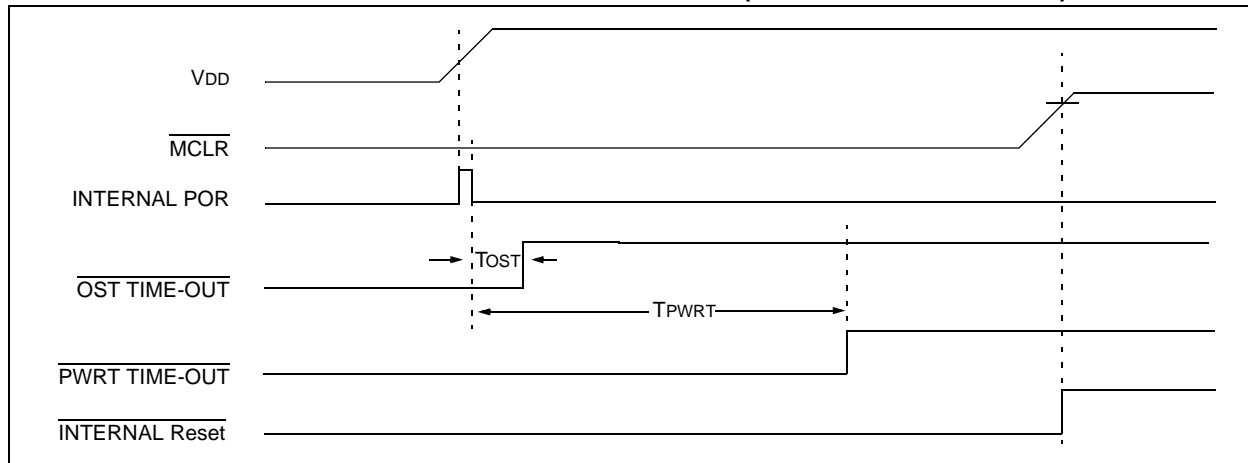 VDD
MCLR
INTERNAL POR
TOST
OST TIME-OUT
TPWRT
PWRT TIME-OUT
INTERNAL Reset